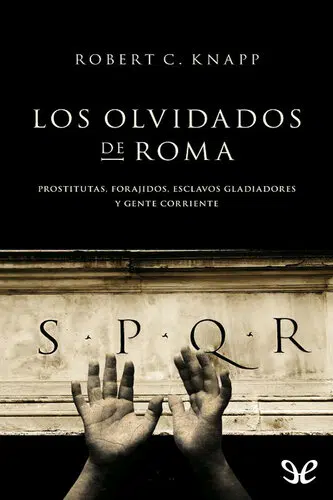 ROBERT C. KNAPP
LOS OLVIDADOS
DE ROMA
PROSTITUTAS, FORAJIDOS, ESCLAVOS GLADIADORES
Y GENTE CORRIENTE
S · P · Q · R